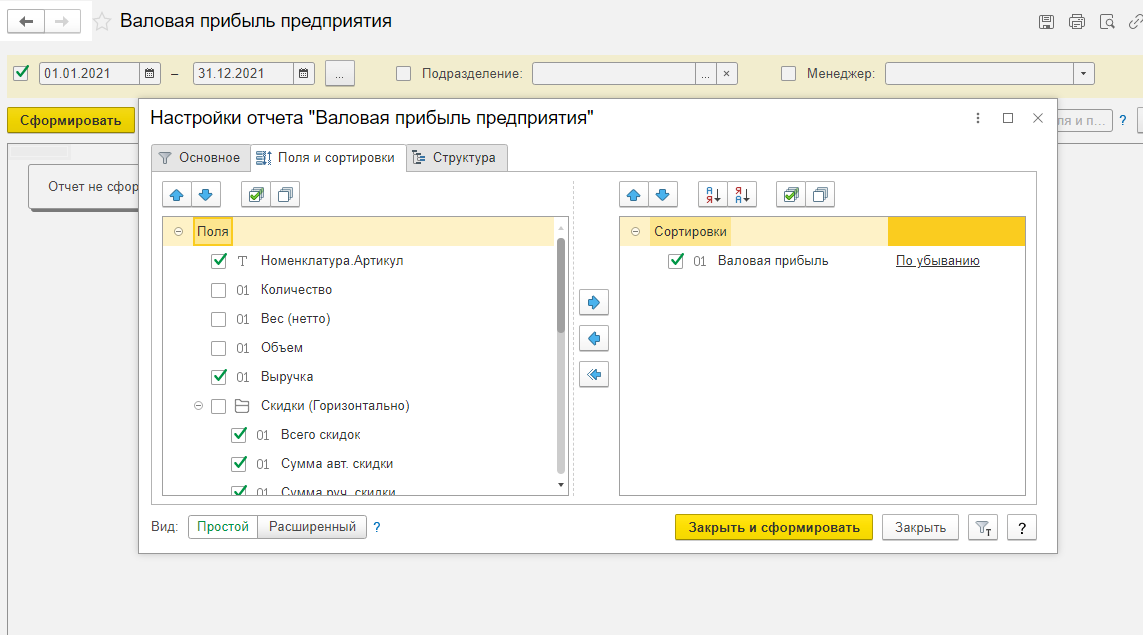 Валовая прибыль предприятия
01.01.2021 – 31.12.2021 ... Подразделение: ... × Менеджер:
Сформировать
?
Отчет не сфор
Настройки отчета "Валовая прибыль предприятия"
Основное Поля и сортировки Структура
Поля
Т Номенклатура.Артикул
01 Количество
01 Вес (нетто)
01 Объем
01 Выручка
Скидки (Горизонтально)
01 Всего скидок
01 Сумма авт. скидки
01 Сумма руч. скидки
Сортировки
01 Валовая прибыль По убыванию
Вид: Простой Расширенный ?
Закрыть и сформировать Закрыть ?